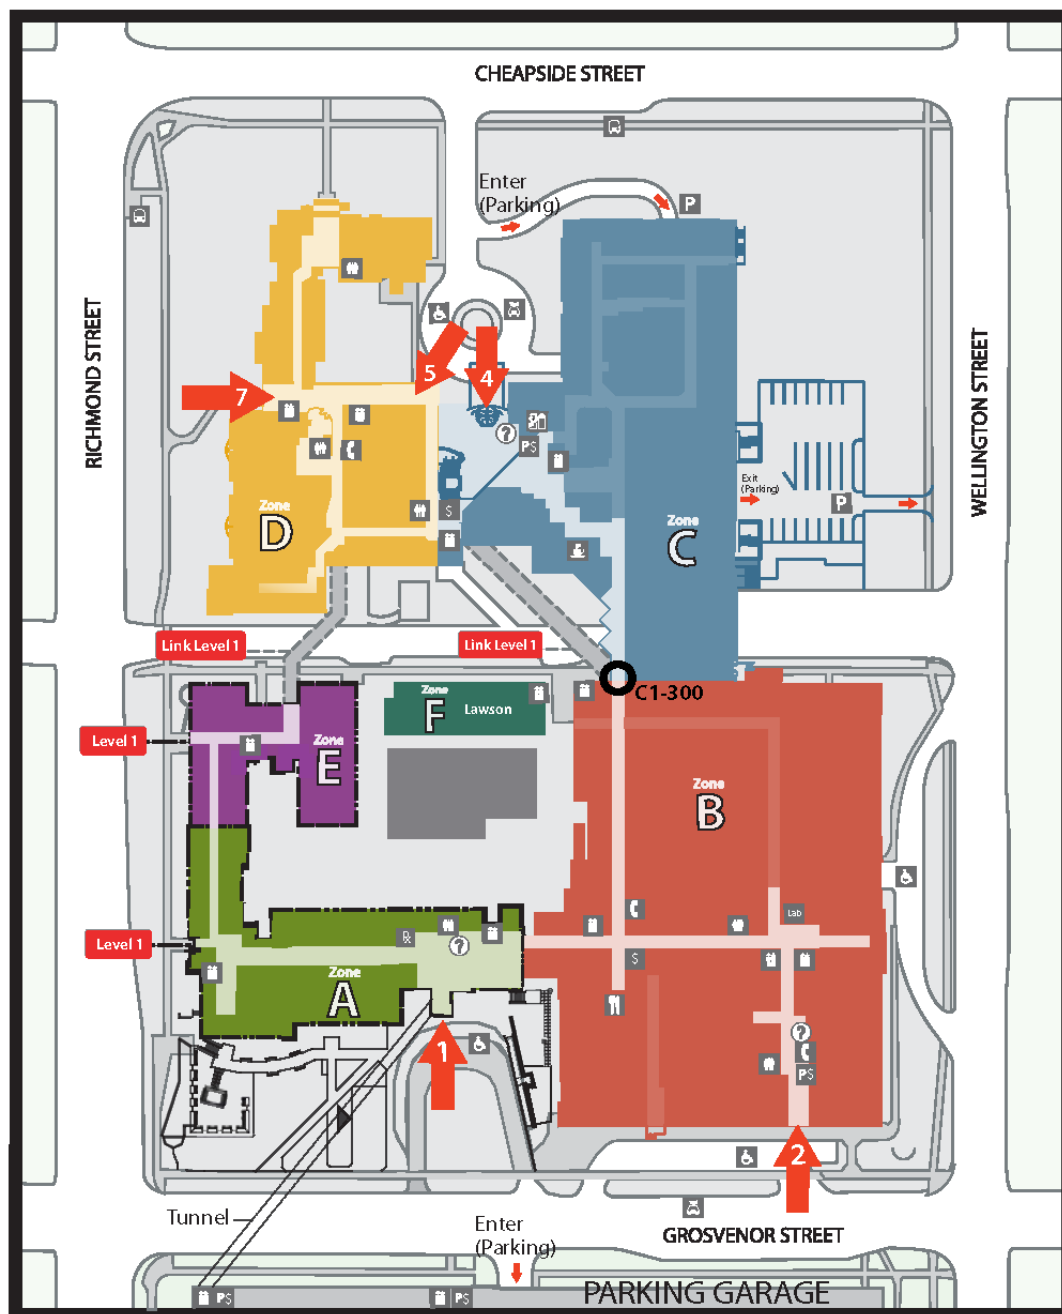 CHEAPSIDE STREET
Enter
(Parking)
P
RICHMOND STREET
WELLINGTON STREET
5
4
7
?
P$
Exit
(Parking)
P
Zone
D
$
Zone
C
Link Level 1
Link Level 1
C1-300
Zone
F
Lawson
Level 1
Zone
E
Zone
B
Lab
Level 1
?
Zone
A
$
?
P$
1
2
Tunnel
Enter
(Parking)
GROSVENOR STREET
PARKING GARAGE
P$
P$